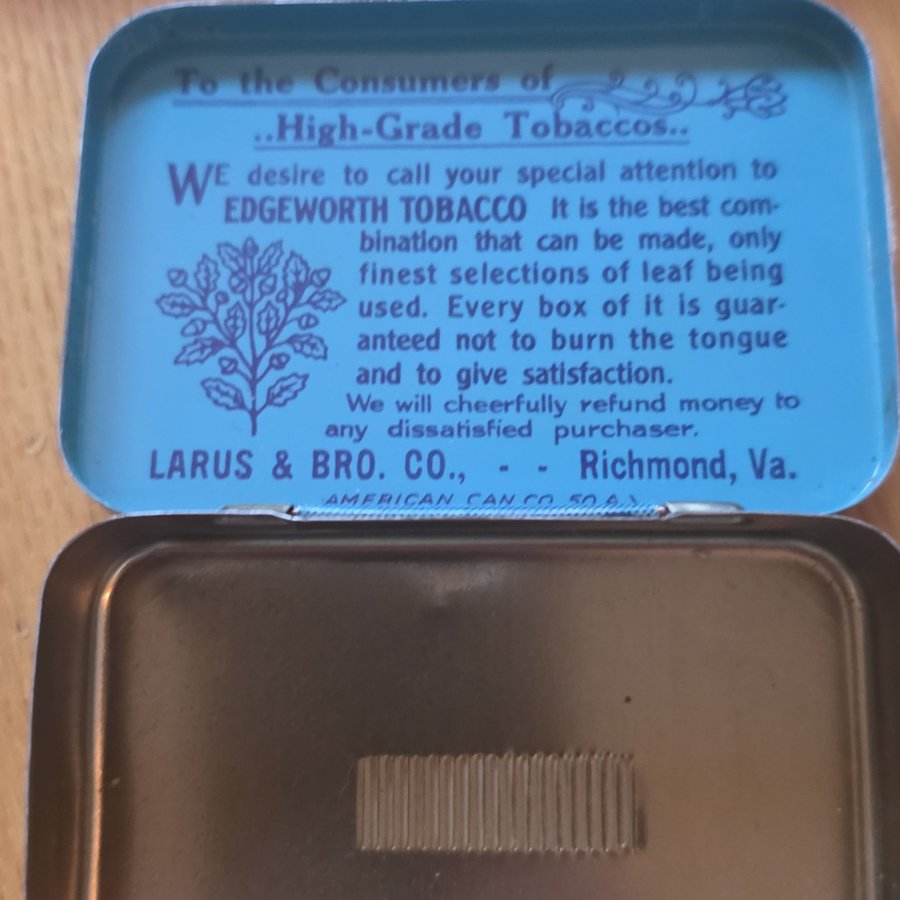 To the Consumers of
..High-Grade Tobaccos..
WE desire to call your special attention to
EDGEWORTH TOBACCO It is the best com-
bination that can be made, only
finest selections of leaf being
used. Every box of it is guar-
anteed not to burn the tongue
and to give satisfaction.
We will cheerfully refund money to
any dissatisfied purchaser.
LARUS & BRO. CO., - - Richmond, Va.
AMERICAN CAN CO.